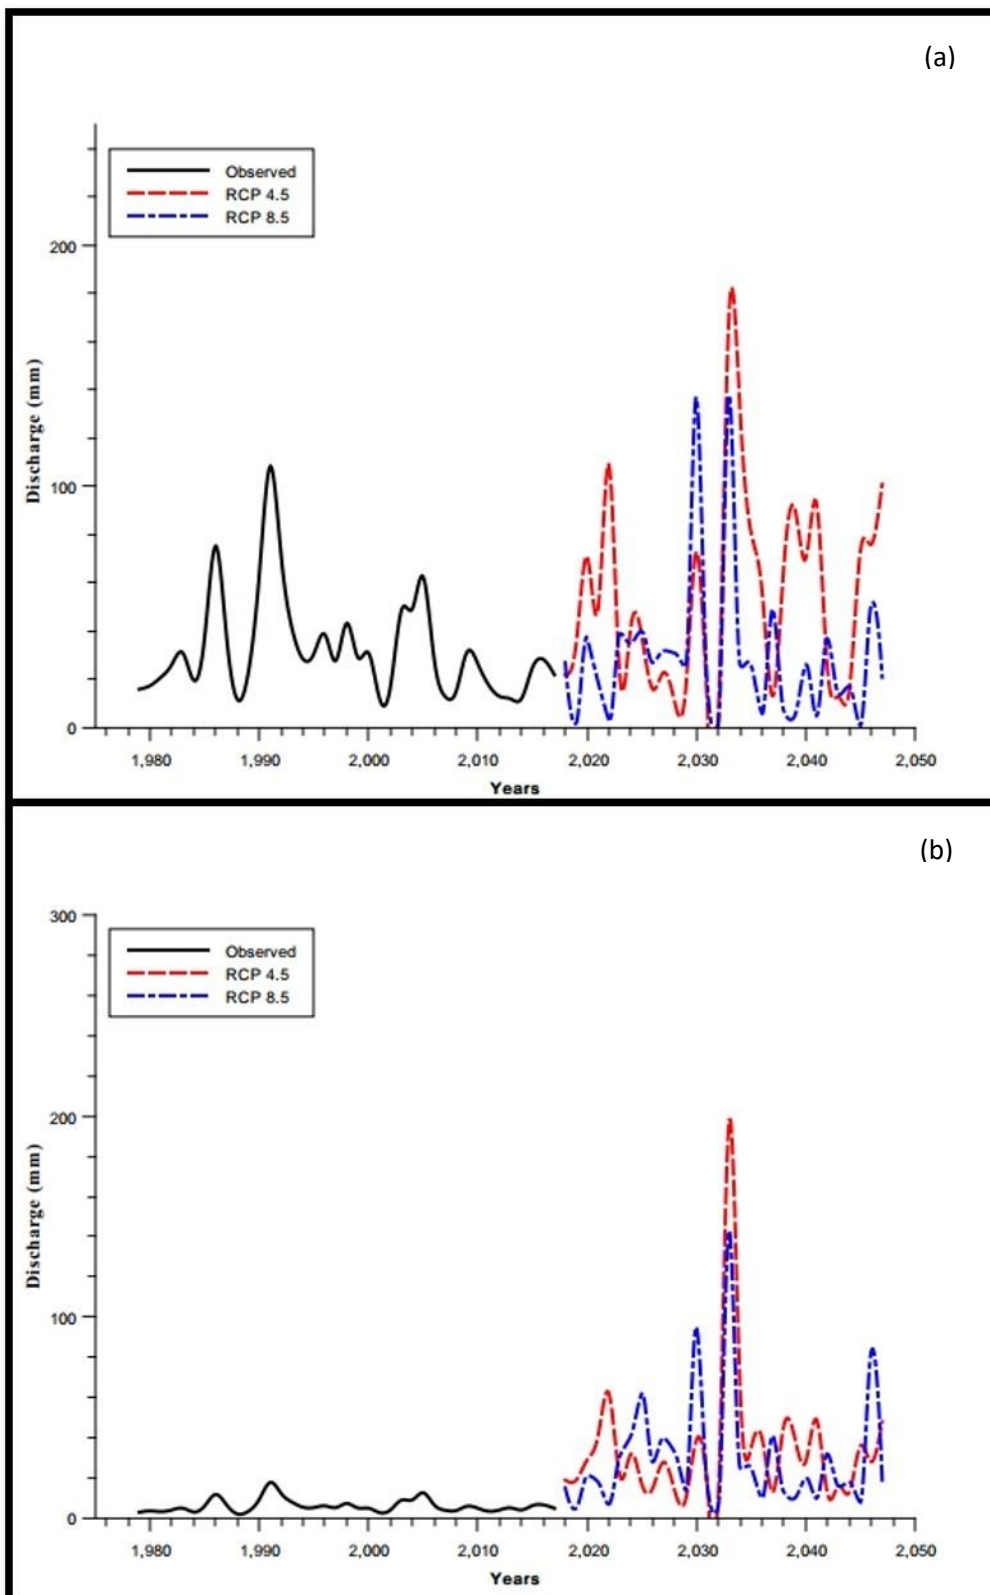 (a)
Observed
RCP 4.5
RCP 8.5
200
100
0
Discharge (mm)
1,980 1,990 2,000 2,010 2,020 2,030 2,040 2,050
Years
(b)
300
Observed
RCP 4.5
RCP 8.5
200
100
0
Discharge (mm)
1,980 1,990 2,000 2,010 2,020 2,030 2,040 2,050
Years